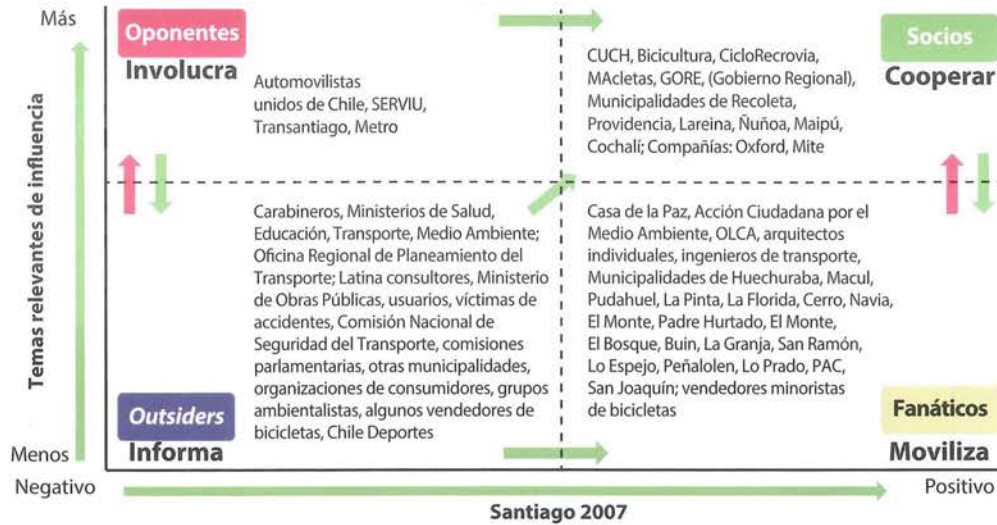 Más
Temas relevantes de influencia
Menos
Oponentes
Involucra
Automovilistas
unidos de Chile, SERVIU,
Transantiago, Metro
Socios
Cooperar
CUCH, Bicicultura, CicloRecrovia,
MAcletas, GORE, (Gobierno Regional),
Municipalidades de Recoleta,
Providencia, Lareina, Ñuñoa, Maipú,
Cochalí; Compañías: Oxford, Mite
Carabineros, Ministerios de Salud,
Educación, Transporte, Medio Ambiente;
Oficina Regional de Planeamiento del
Transporte; Latina consultores, Ministerio
de Obras Públicas, usuarios, víctimas de
accidentes, Comisión Nacional de
Seguridad del Transporte, comisiones
parlamentarias, otras municipalidades,
organizaciones de consumidores, grupos
ambientalistas, algunos vendedores de
bicicletas, Chile Deportes
Outsiders
Informa
Casa de la Paz, Acción Ciudadana por el
Medio Ambiente, OLCA, arquitectos
individuales, ingenieros de transporte,
Municipalidades de Huechuraba, Macul,
Pudahuel, La Pinta, La Florida, Cerro, Navia,
El Monte, Padre Hurtado, El Monte,
El Bosque, Buin, La Granja, San Ramón,
Lo Espejo, Peñalolen, Lo Prado, PAC,
San Joaquín; vendedores minoristas
de bicicletas
Fanáticos
Moviliza
Negativo
Positivo
Santiago 2007